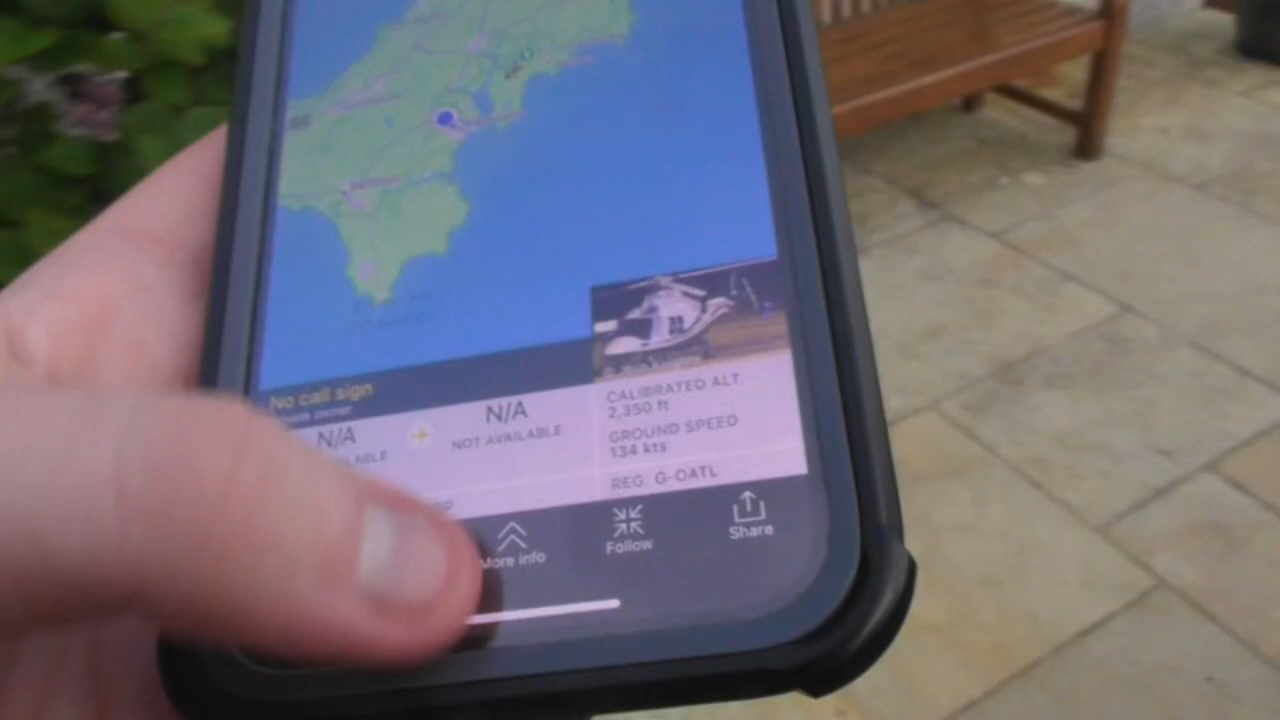 No call sign
N/A
N/A
NOT AVAILABLE
CALIBRATED ALT.
2,350 ft
GROUND SPEED
134 kts
REG. G-OATL
More info
Follow
Share